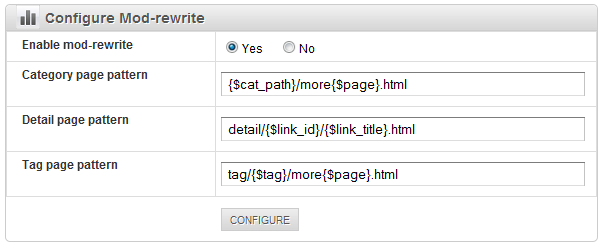 Configure Mod-rewrite
Enable mod-rewrite Yes No
Category page pattern {$cat_path}/more{$page}.html
Detail page pattern detail/{$link_id}/{$link_title}.html
Tag page pattern tag/{$tag}/more{$page}.html
CONFIGURE